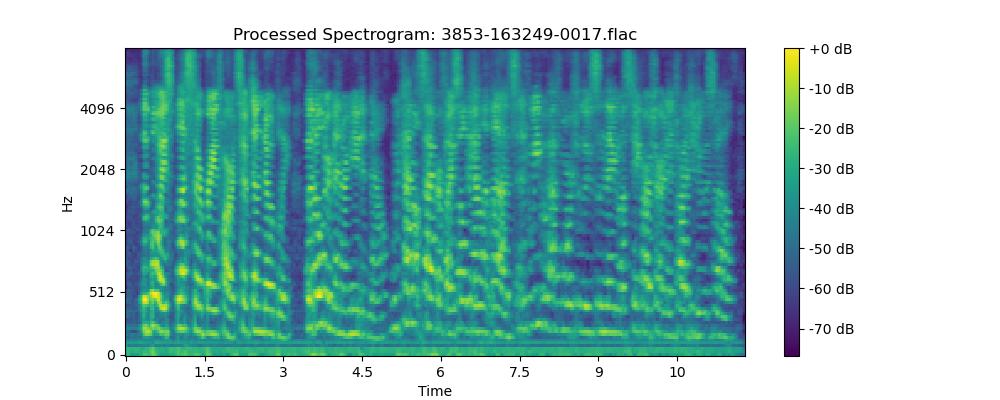 Processed Spectrogram: 3853-163249-0017.flac
Hz
4096
2048
1024
512
0
0 1.5 3 4.5 6 7.5 9 10
Time
+0 dB
-10 dB
-20 dB
-30 dB
-40 dB
-50 dB
-60 dB
-70 dB